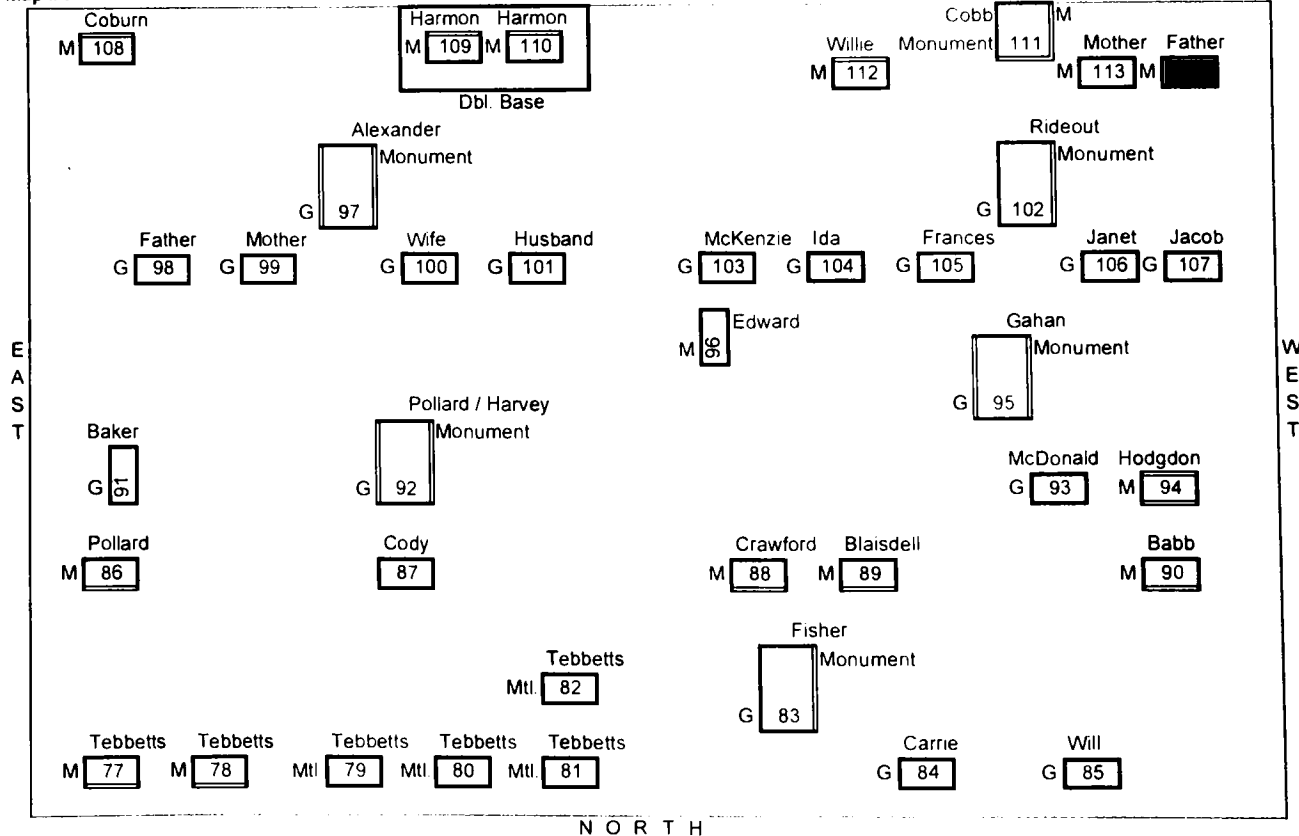 Coburn
M 108
Harmon Harmon
M 109 M 110
Dbl. Base
Willie
M 112
Cobb M
Monument 111
Mother Father
M 113 M
Alexander
Monument
G 97
Rideout
Monument
G 102
Father Mother Wife Husband
G 98 G 99 G 100 G 101
McKenzie Ida Frances Janet Jacob
G 103 G 104 G 105 G 106 G 107
Edward
M 96
Gahan
Monument
G 95
EAST
WEST
Baker
G 91
Pollard / Harvey
Monument
G 92
McDonald Hodgdon
G 93 M 94
Pollard Cody Crawford Blaisdell Babb
M 86 87 M 88 M 89 M 90
Fisher
Monument
G 83
Tebbetts
Mtl. 82
Tebbetts Tebbetts Tebbetts Tebbetts Tebbetts
M 77 M 78 Mtl 79 Mtl. 80 Mtl. 81
Carrie Will
G 84 G 85
NORTH